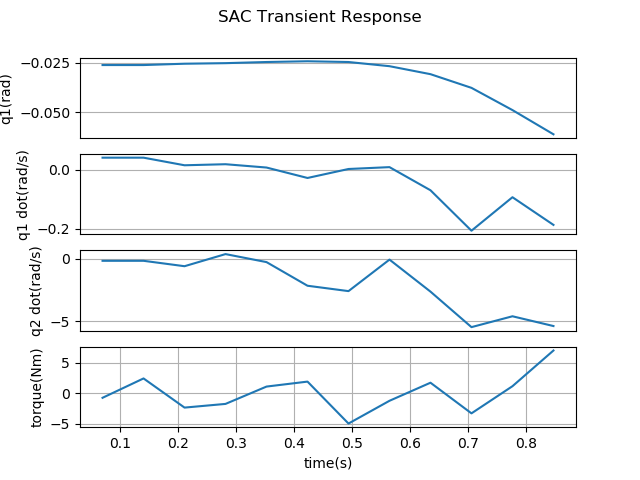 SAC Transient Response
−0.025
−0.050
q1(rad)
0.0
−0.2
q1 dot(rad/s)
0
−5
q2 dot(rad/s)
5
0
−5
torque(Nm)
0.1 0.2 0.3 0.4 0.5 0.6 0.7 0.8
time(s)